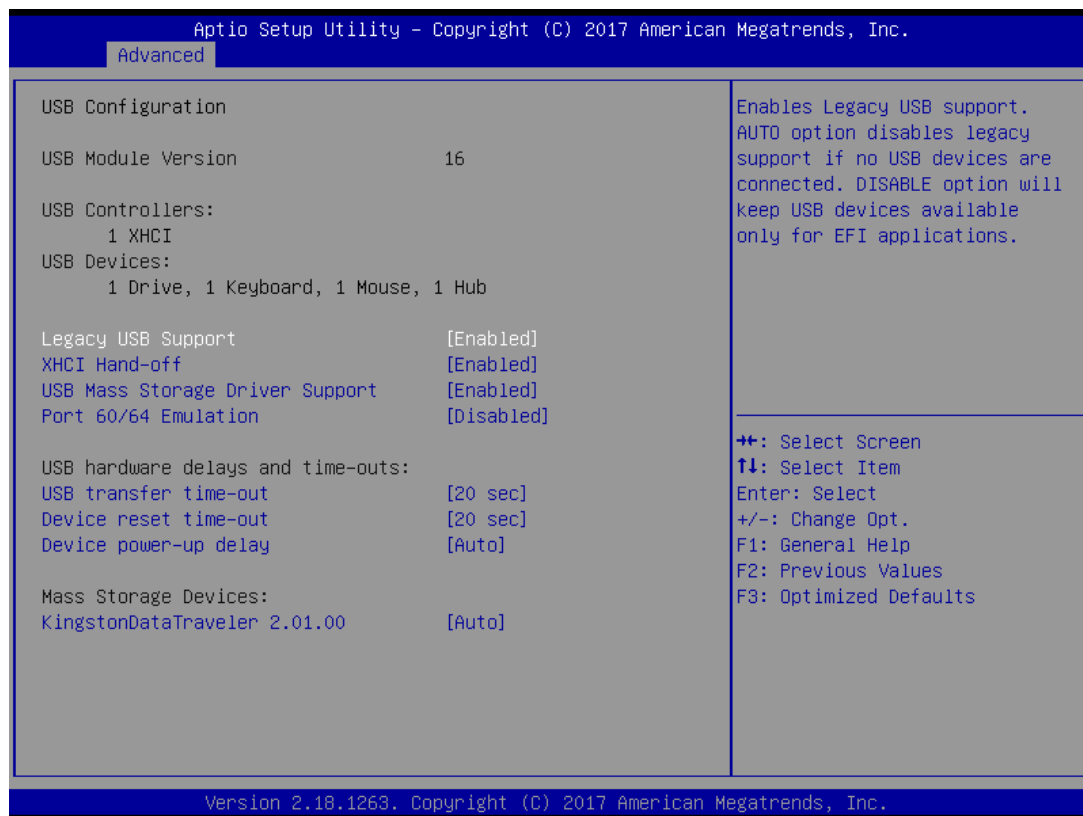 Aptio Setup Utility – Copyright (C) 2017 American Megatrends, Inc.
Advanced
USB Configuration
USB Module Version 16
USB Controllers:
1 XHCI
USB Devices:
1 Drive, 1 Keyboard, 1 Mouse, 1 Hub
Legacy USB Support [Enabled]
XHCI Hand-off [Enabled]
USB Mass Storage Driver Support [Enabled]
Port 60/64 Emulation [Disabled]
USB hardware delays and time-outs:
USB transfer time-out [20 sec]
Device reset time-out [20 sec]
Device power-up delay [Auto]
Mass Storage Devices:
KingstonDataTraveler 2.01.00 [Auto]
Enables Legacy USB support.
AUTO option disables legacy
support if no USB devices are
connected. DISABLE option will
keep USB devices available
only for EFI applications.
→←: Select Screen
↑↓: Select Item
Enter: Select
+/-: Change Opt.
F1: General Help
F2: Previous Values
F3: Optimized Defaults
Version 2.18.1263. Copyright (C) 2017 American Megatrends, Inc.